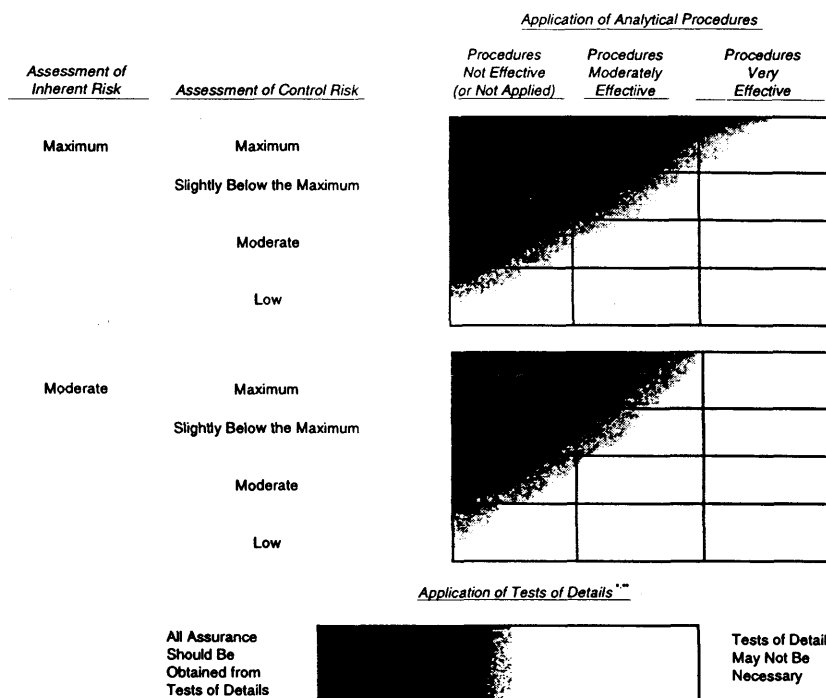 Application of Analytical Procedures
Assessment of
Inherent Risk
Assessment of Control Risk
Procedures
Not Effective
(or Not Applied)
Procedures
Moderately
Effectiive
Procedures
Very
Effective
Maximum
Maximum
Slightly Below the Maximum
Moderate
Low
Moderate
Maximum
Slightly Below the Maximum
Moderate
Low
Application of Tests of Details *,**
All Assurance
Should Be
Obtained from
Tests of Details
Tests of Detail
May Not Be
Necessary